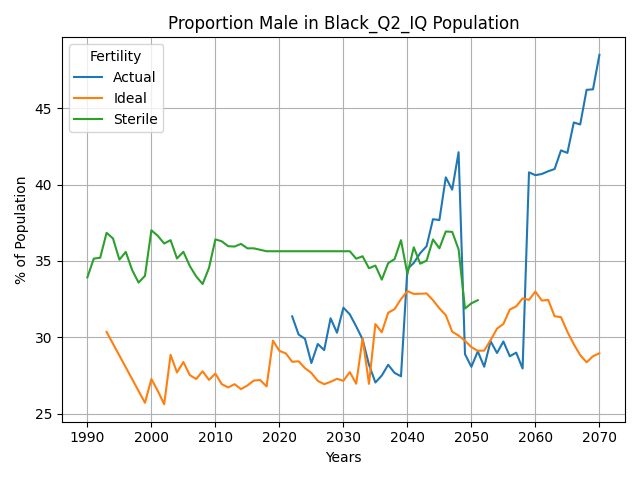 Proportion Male in Black_Q2_IQ Population
Fertility
Actual
Ideal
Sterile
% of Population
45
40
35
30
25
1990 2000 2010 2020 2030 2040 2050 2060 2070
Years